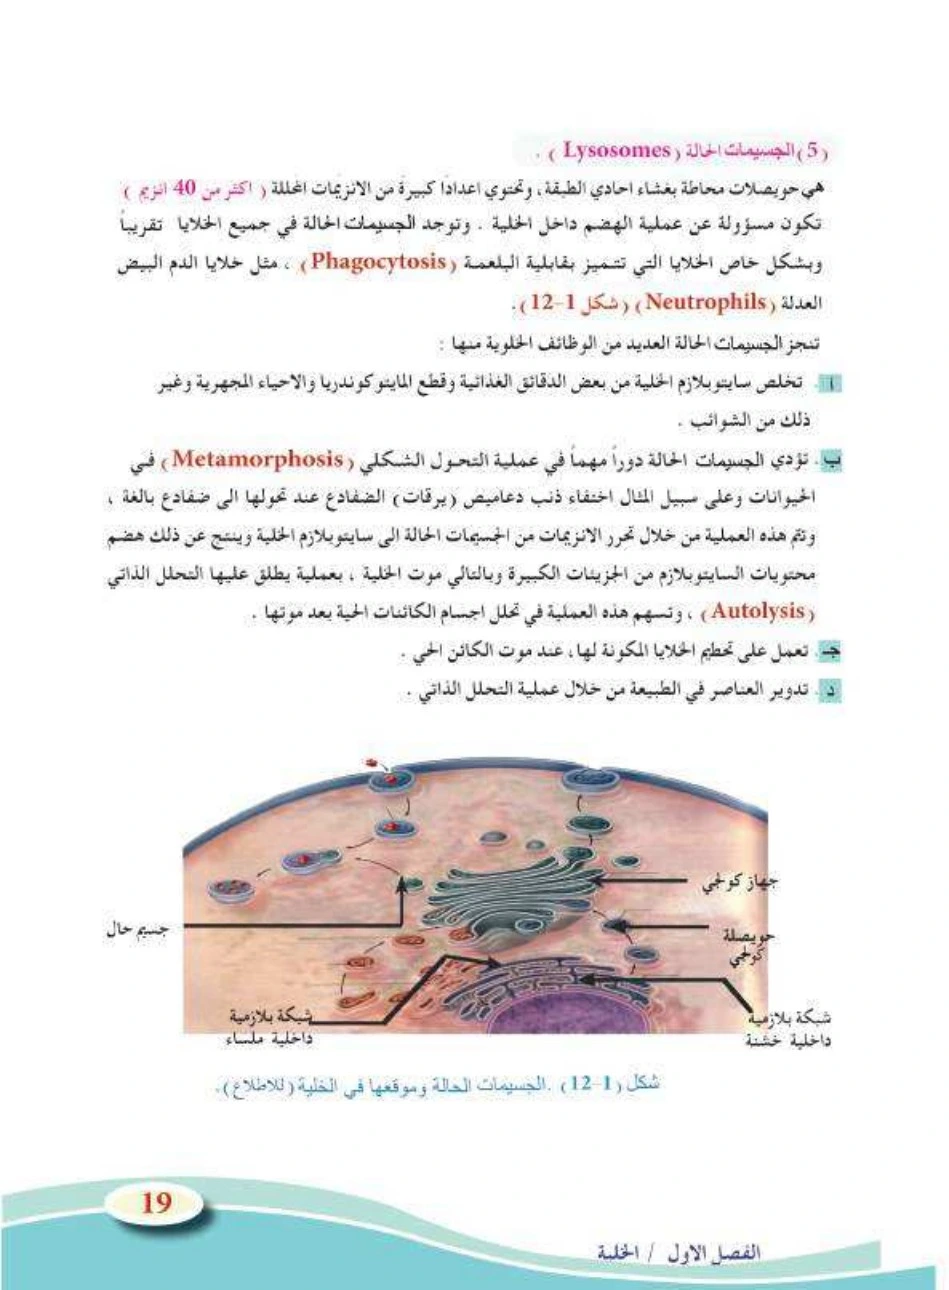 (5) الجسيمات الحالة (Lysosomes) .
هي حويصلات محاطة بغشاء احادي الطبقة، وتحتوي اعدادًا كبيرة من الانزيمات المحللة (اكثر من 40 انزيم)
تكون مسؤولة عن عملية الهضم داخل الخلية . وتوجد الجسيمات الحالة في جميع الخلايا تقريباً
وبشكل خاص الخلايا التي تتميز بقابلية البلعمة (Phagocytosis) ، مثل خلايا الدم البيض
العدلة (Neutrophils) (شكل 1-12).
تنجز الجسيمات الحالة العديد من الوظائف الخلوية منها :
أ. تخلص سايتوبلازم الخلية من بعض الدقائق الغذائية وقطع المايتوكوندريا والاحياء المجهرية وغير
ذلك من الشوائب .
ب. تؤدي الجسيمات الحالة دوراً مهماً في عملية التحول الشكلي (Metamorphosis) في
الحيوانات وعلى سبيل المثال اختفاء ذنب دعاميص (يرقات) الضفادع عند تحولها الى ضفادع بالغة ،
وتتم هذه العملية من خلال تحرر الانزيمات من الجسيمات الحالة الى سايتوبلازم الخلية وينتج عن ذلك هضم
محتويات السايتوبلازم من الجزيئات الكبيرة وبالتالي موت الخلية ، بعملية يطلق عليها التحلل الذاتي
(Autolysis) ، وتسهم هذه العملية في تحلل اجسام الكائنات الحية بعد موتها .
جـ. تعمل على تحطيم الخلايا المكونة لها، عند موت الكائن الحي .
د. تدوير العناصر في الطبيعة من خلال عملية التحلل الذاتي .
جهاز كولجي
جسيم حال
حويصلة
كولجي
شبكة بلازمية
داخلية خشنة
شبكة بلازمية
داخلية ملساء
شكل (1-12) .الجسيمات الحالة وموقعها في الخلية (للاطلاع).
19
الفصل الاول / الخلية